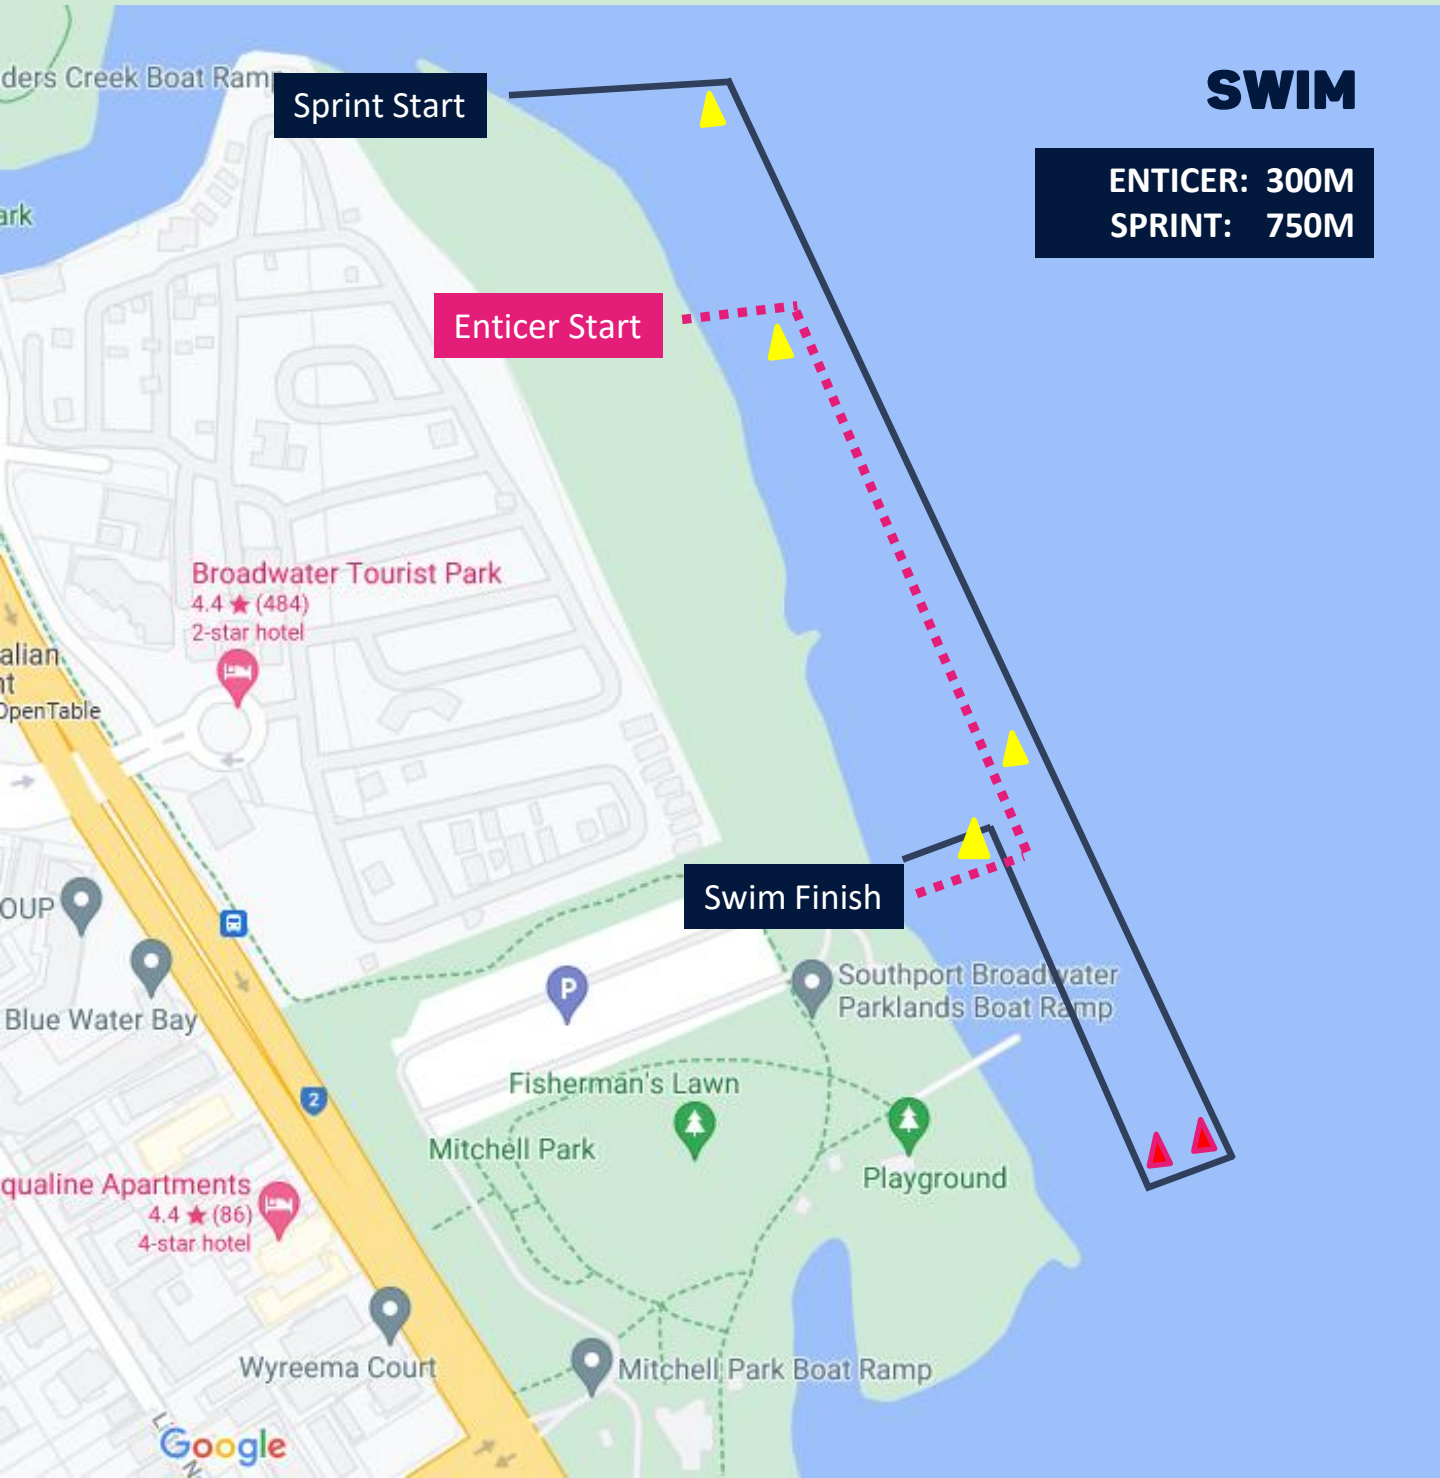 ders Creek Boat Ramp
Sprint Start
SWIM
ENTICER: 300M
SPRINT: 750M
ark
Enticer Start
Broadwater Tourist Park
4.4 ★ (484)
2-star hotel
alian
nt
OpenTable
Swim Finish
OUP
P
Southport Broadwater
Parklands Boat Ramp
Blue Water Bay
Fisherman's Lawn
2
Mitchell Park
Playground
qualine Apartments
4.4 ★ (86)
4-star hotel
Wyreema Court
Mitchell Park Boat Ramp
Google